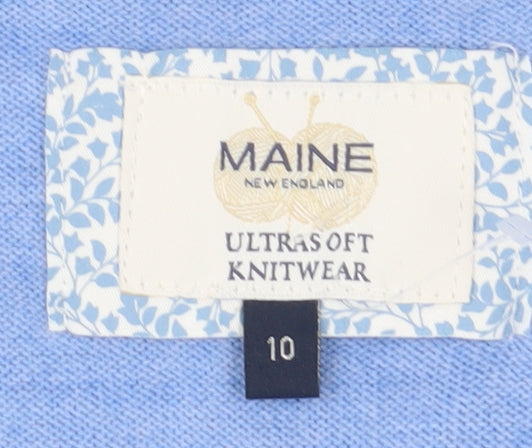 MAINE
NEW ENGLAND
ULTRASOFT
KNITWEAR
10